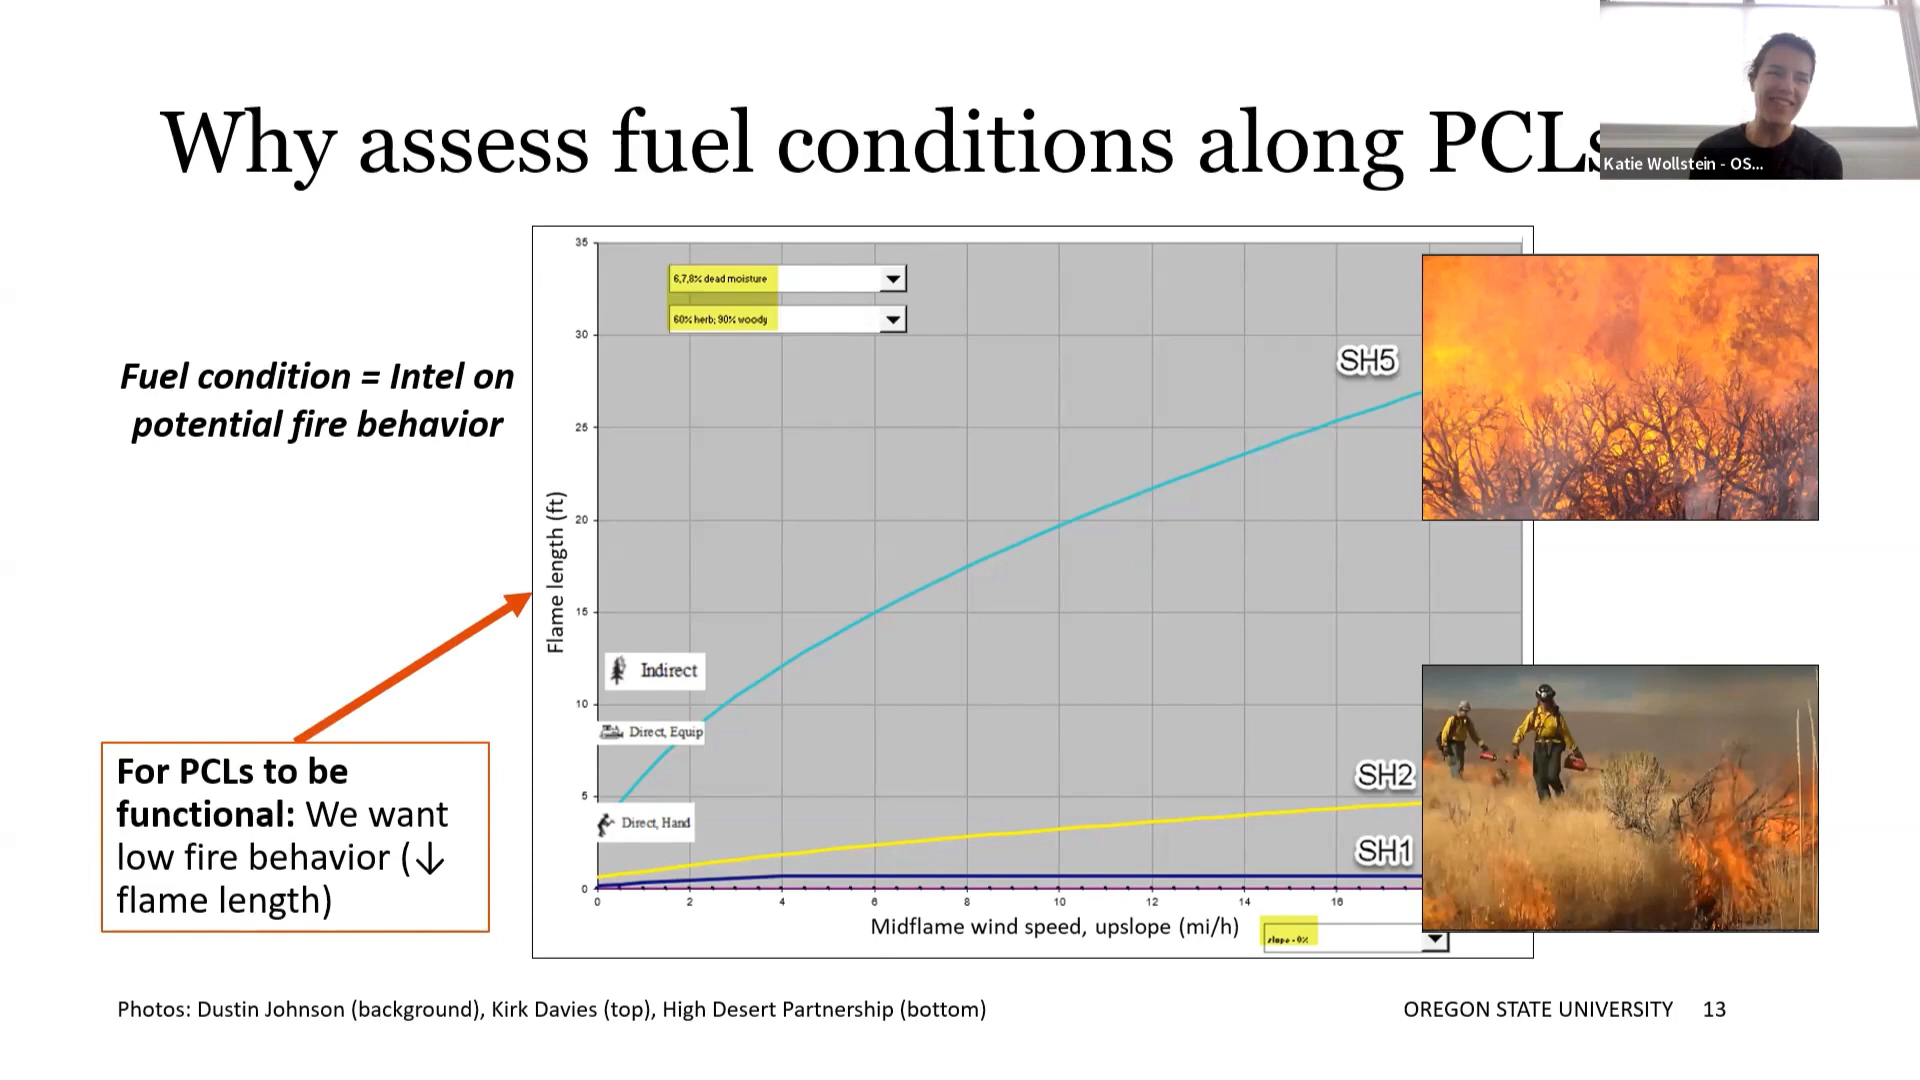 Why assess fuel conditions along PCLs
Katie Wollstein - OS...
Fuel condition = Intel on
potential fire behavior
For PCLs to be
functional: We want
low fire behavior (↓
flame length)
35
30
25
20
15
10
5
0
Flame length (ft)
6,7,8% dead moisture
60% herb; 90% woody
SH5
Indirect
Direct, Equip
Direct, Hand
SH2
SH1
0 2 4 6 8 10 12 14 16
Midflame wind speed, upslope (mi/h)
slope - 0%
Photos: Dustin Johnson (background), Kirk Davies (top), High Desert Partnership (bottom)
OREGON STATE UNIVERSITY 13